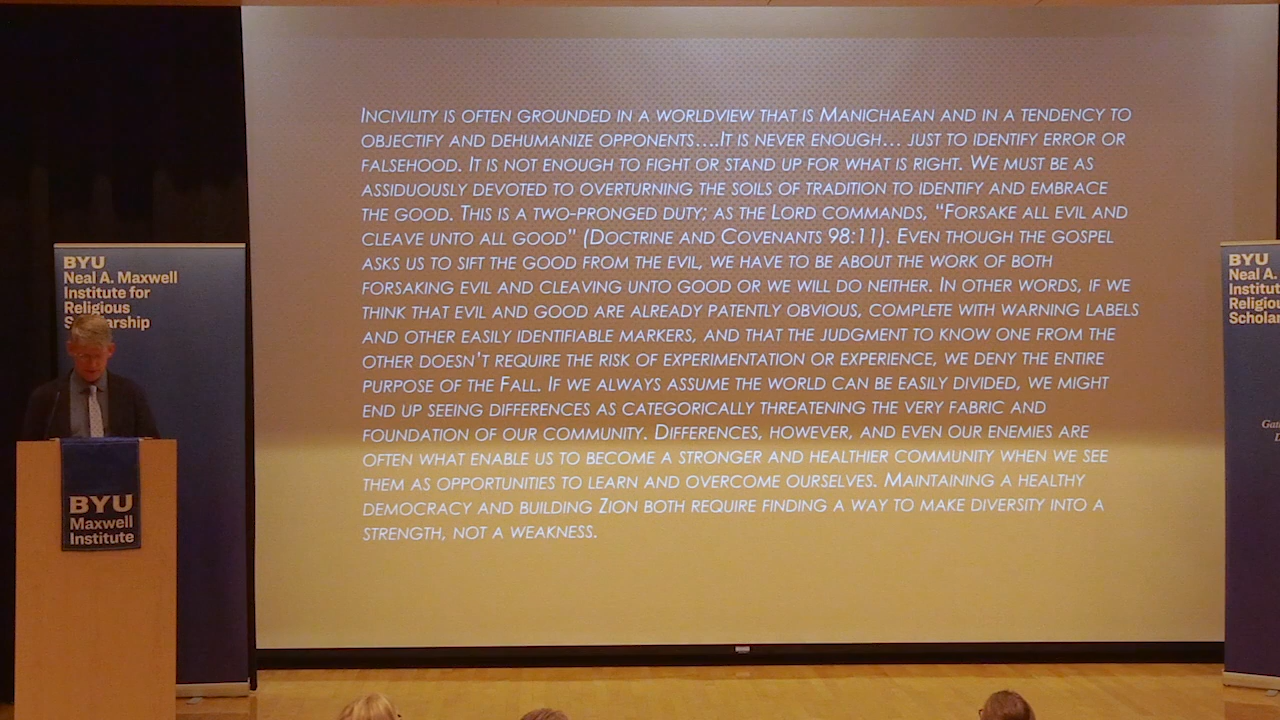 INCIVILITY IS OFTEN GROUNDED IN A WORLDVIEW THAT IS MANICHAEAN AND IN A TENDENCY TO
OBJECTIFY AND DEHUMANIZE OPPONENTS....IT IS NEVER ENOUGH... JUST TO IDENTIFY ERROR OR
FALSEHOOD. IT IS NOT ENOUGH TO FIGHT OR STAND UP FOR WHAT IS RIGHT. WE MUST BE AS
ASSIDUOUSLY DEVOTED TO OVERTURNING THE SOILS OF TRADITION TO IDENTIFY AND EMBRACE
THE GOOD. THIS IS A TWO-PRONGED DUTY; AS THE LORD COMMANDS, “FORSAKE ALL EVIL AND
CLEAVE UNTO ALL GOOD” (DOCTRINE AND COVENANTS 98:11). EVEN THOUGH THE GOSPEL
ASKS US TO SIFT THE GOOD FROM THE EVIL, WE HAVE TO BE ABOUT THE WORK OF BOTH
FORSAKING EVIL AND CLEAVING UNTO GOOD OR WE WILL DO NEITHER. IN OTHER WORDS, IF WE
THINK THAT EVIL AND GOOD ARE ALREADY PATENTLY OBVIOUS, COMPLETE WITH WARNING LABELS
AND OTHER EASILY IDENTIFIABLE MARKERS, AND THAT THE JUDGMENT TO KNOW ONE FROM THE
OTHER DOESN’T REQUIRE THE RISK OF EXPERIMENTATION OR EXPERIENCE, WE DENY THE ENTIRE
PURPOSE OF THE FALL. IF WE ALWAYS ASSUME THE WORLD CAN BE EASILY DIVIDED, WE MIGHT
END UP SEEING DIFFERENCES AS CATEGORICALLY THREATENING THE VERY FABRIC AND
FOUNDATION OF OUR COMMUNITY. DIFFERENCES, HOWEVER, AND EVEN OUR ENEMIES ARE
OFTEN WHAT ENABLE US TO BECOME A STRONGER AND HEALTHIER COMMUNITY WHEN WE SEE
THEM AS OPPORTUNITIES TO LEARN AND OVERCOME OURSELVES. MAINTAINING A HEALTHY
DEMOCRACY AND BUILDING ZION BOTH REQUIRE FINDING A WAY TO MAKE DIVERSITY INTO A
STRENGTH, NOT A WEAKNESS.
BYU
Neal A. Maxwell
Institute for
Religious
BYU
Maxwell
Institute
BYU
Neal A.